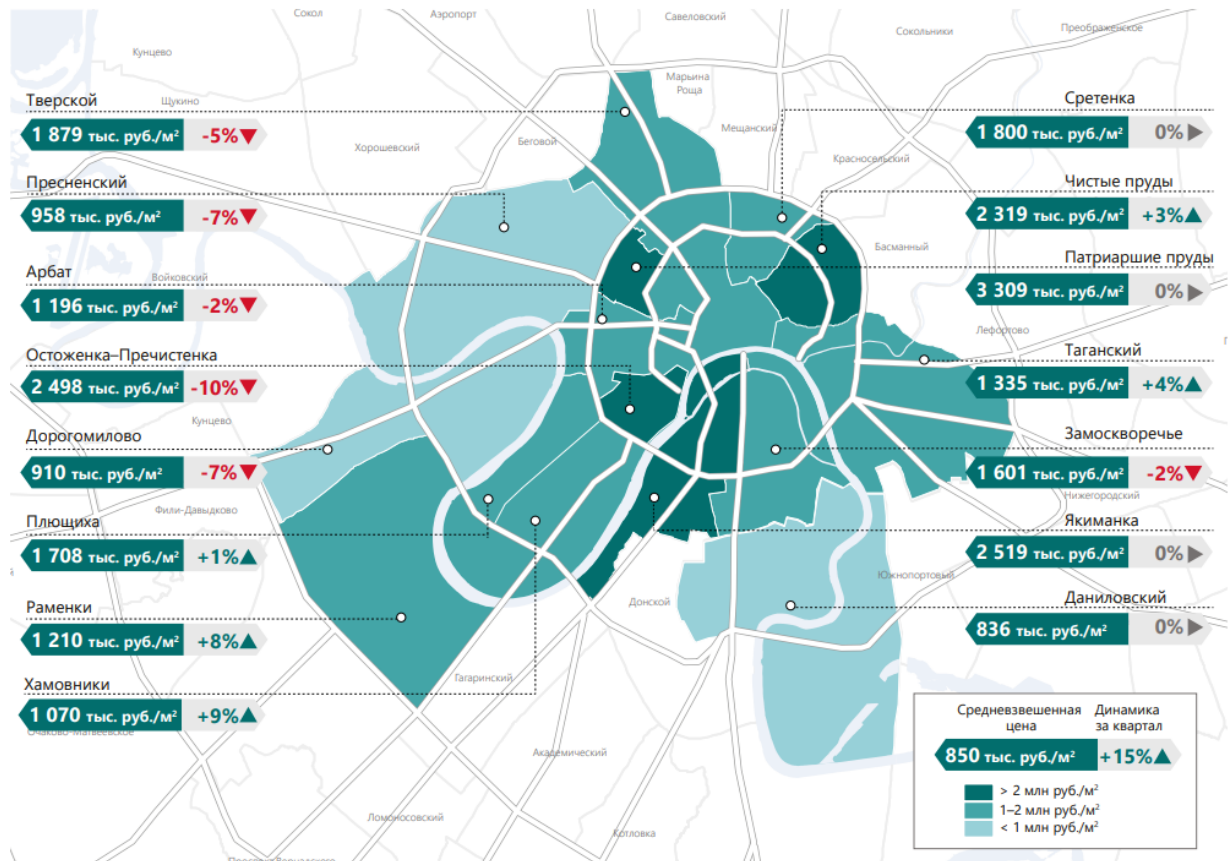 Сокол
Аэропорт
Савеловский
Сокольники
Преображенское
Кунцево
Щукино
Марьина
Роща
Мещанский
Хорошевский
Беговой
Красносельский
Басманный
Войковский
Лефортово
Кунцево
Фили-Давыдково
Нижегородский
Южнопортовый
Донской
Гагаринский
Очаково-Матвеевское
Академический
Ломоносовский
Котловка
Проспект Вернадского
Тверской
1 879 тыс. руб./м² -5%▼
Пресненский
958 тыс. руб./м² -7%▼
Арбат
1 196 тыс. руб./м² -2%▼
Остоженка–Пречистенка
2 498 тыс. руб./м² -10%▼
Дорогомилово
910 тыс. руб./м² -7%▼
Плющиха
1 708 тыс. руб./м² +1%▲
Раменки
1 210 тыс. руб./м² +8%▲
Хамовники
1 070 тыс. руб./м² +9%▲
Сретенка
1 800 тыс. руб./м² 0%▶
Чистые пруды
2 319 тыс. руб./м² +3%▲
Патриаршие пруды
3 309 тыс. руб./м² 0%▶
Таганский
1 335 тыс. руб./м² +4%▲
Замоскворечье
1 601 тыс. руб./м² -2%▼
Якиманка
2 519 тыс. руб./м² 0%▶
Даниловский
836 тыс. руб./м² 0%▶
Средневзвешенная Динамика
цена за квартал
850 тыс. руб./м² +15%▲
> 2 млн руб./м²
1–2 млн руб./м²
< 1 млн руб./м²